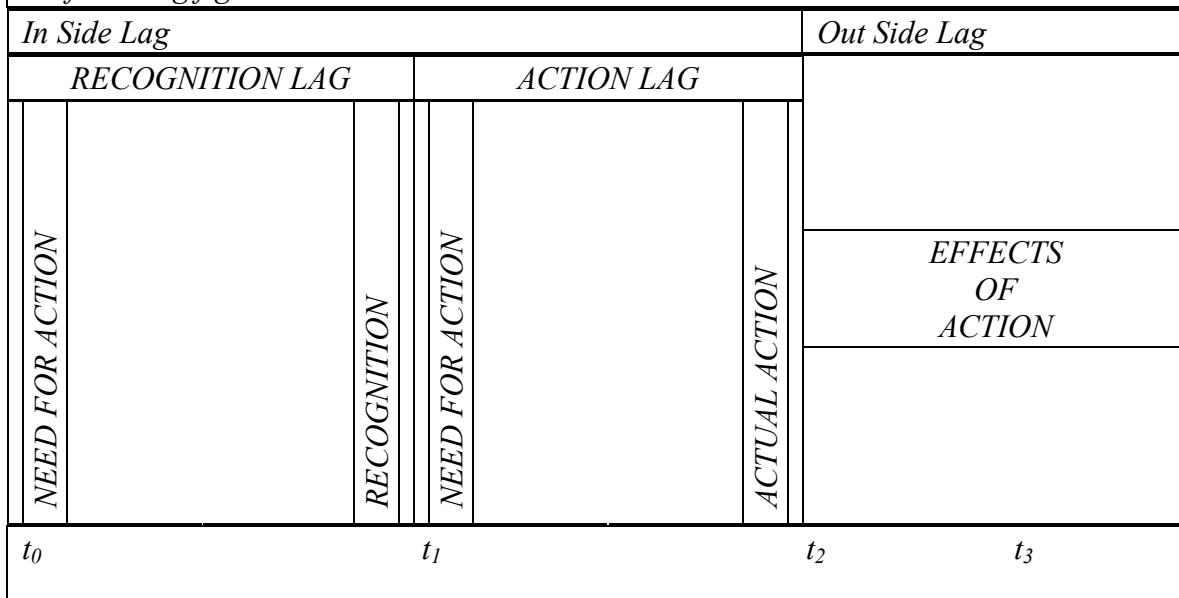 In Side Lag
Out Side Lag
RECOGNITION LAG
ACTION LAG
NEED FOR ACTION
RECOGNITION
NEED FOR ACTION
ACTUAL ACTION
EFFECTS
OF
ACTION
t0
t1
t2
t3